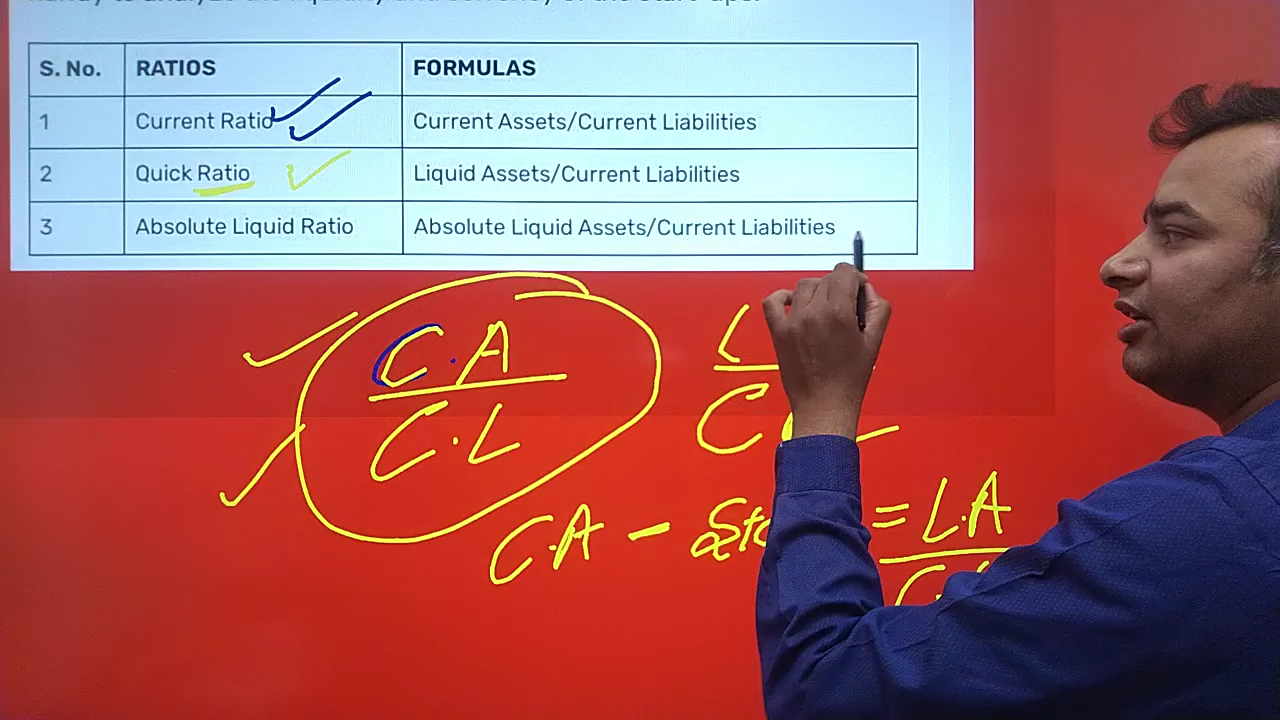 S. No. RATIOS FORMULAS
1 Current Ratio Current Assets/Current Liabilities
2 Quick Ratio Liquid Assets/Current Liabilities
3 Absolute Liquid Ratio Absolute Liquid Assets/Current Liabilities
C.A
C.L
L
C
C.A - = L.A